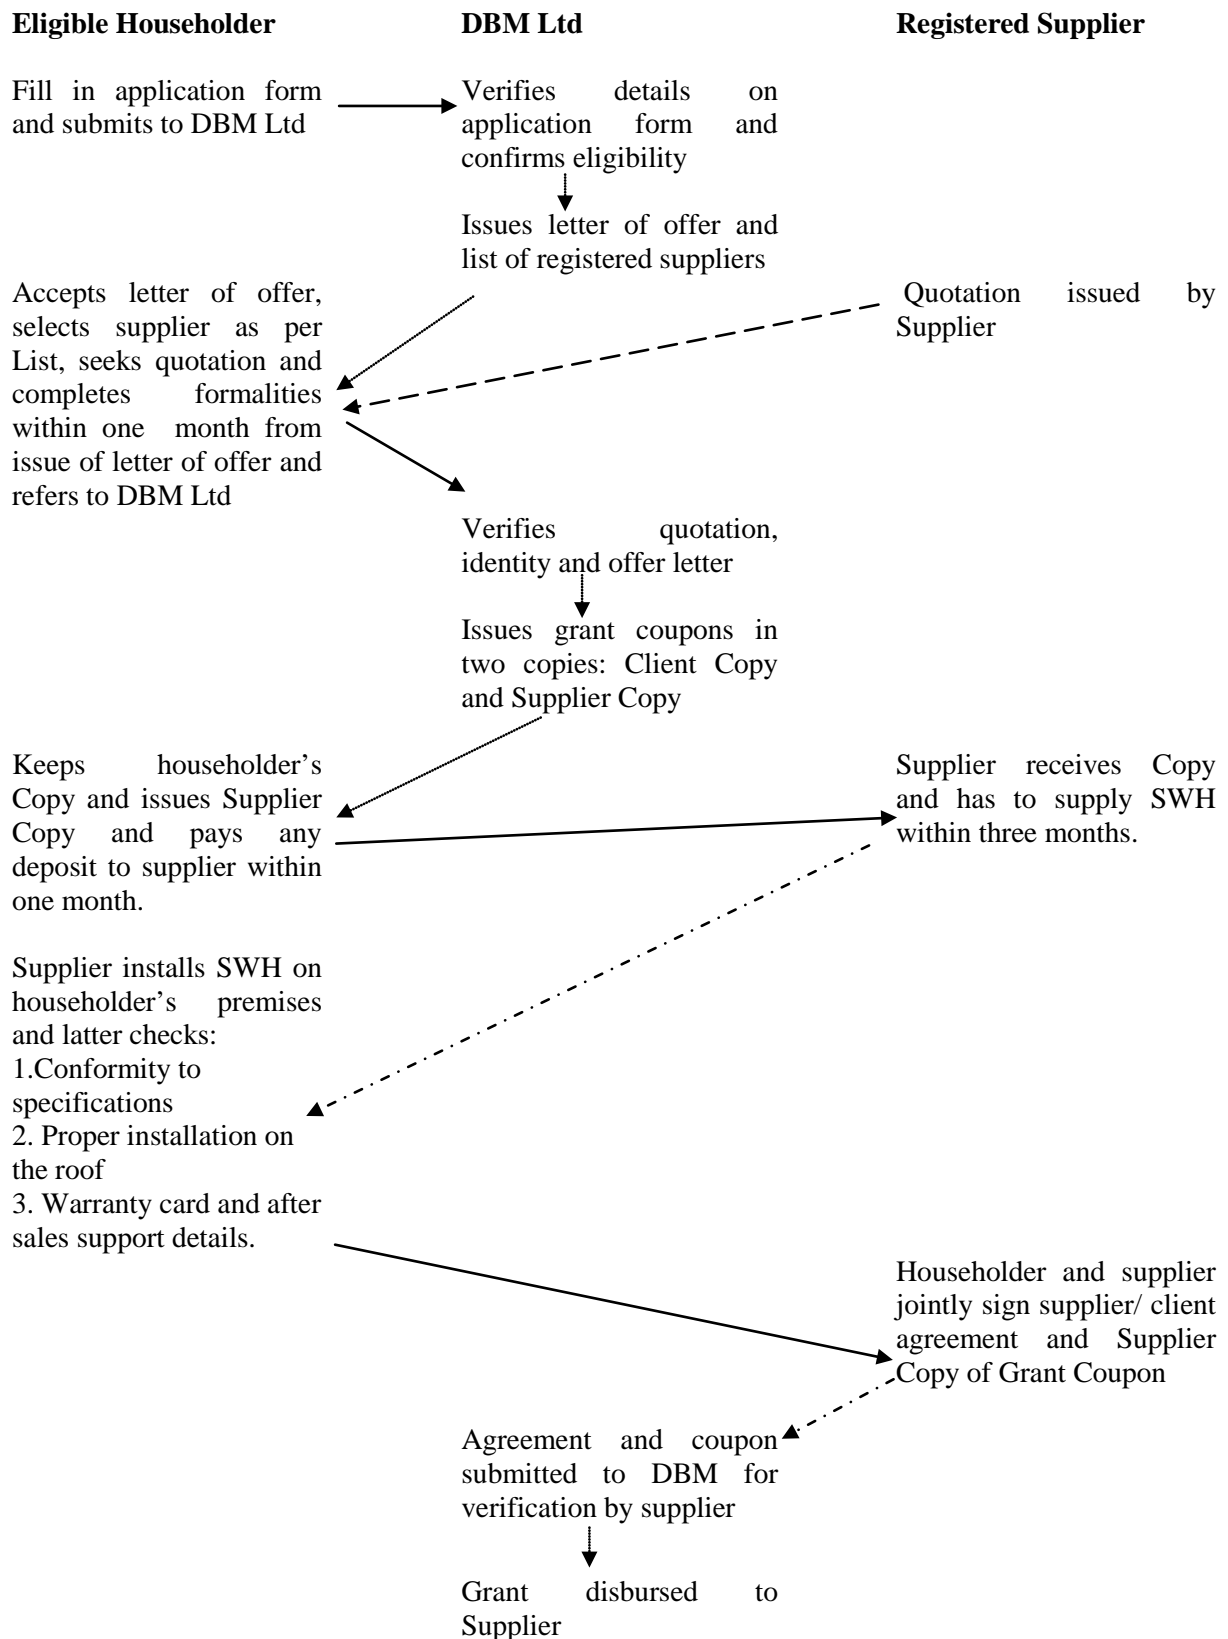 Eligible Householder
DBM Ltd
Registered Supplier
Fill in application form
and submits to DBM Ltd
Verifies details on
application form and
confirms eligibility
Issues letter of offer and
list of registered suppliers
Accepts letter of offer,
selects supplier as per
List, seeks quotation and
completes formalities
within one month from
issue of letter of offer and
refers to DBM Ltd
Quotation issued by
Supplier
Verifies quotation,
identity and offer letter
Issues grant coupons in
two copies: Client Copy
and Supplier Copy
Keeps householder’s
Copy and issues Supplier
Copy and pays any
deposit to supplier within
one month.
Supplier receives Copy
and has to supply SWH
within three months.
Supplier installs SWH on
householder’s premises
and latter checks:
1.Conformity to
specifications
2. Proper installation on
the roof
3. Warranty card and after
sales support details.
Householder and supplier
jointly sign supplier/ client
agreement and Supplier
Copy of Grant Coupon
Agreement and coupon
submitted to DBM for
verification by supplier
Grant disbursed to
Supplier